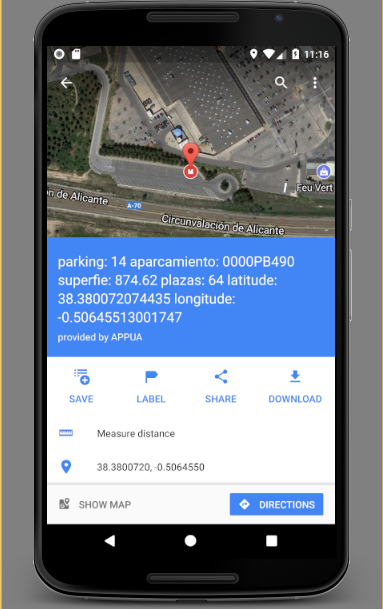 11:16
Feu Vert
n de Alicante
A-70
Circunvalación de Alicante
parking: 14 aparcamiento: 0000PB490
superfie: 874.62 plazas: 64 latitude:
38.380072074435 longitude:
-0.50645513001747
provided by APPUA
SAVE LABEL SHARE DOWNLOAD
Measure distance
38.3800720, -0.5064550
SHOW MAP DIRECTIONS